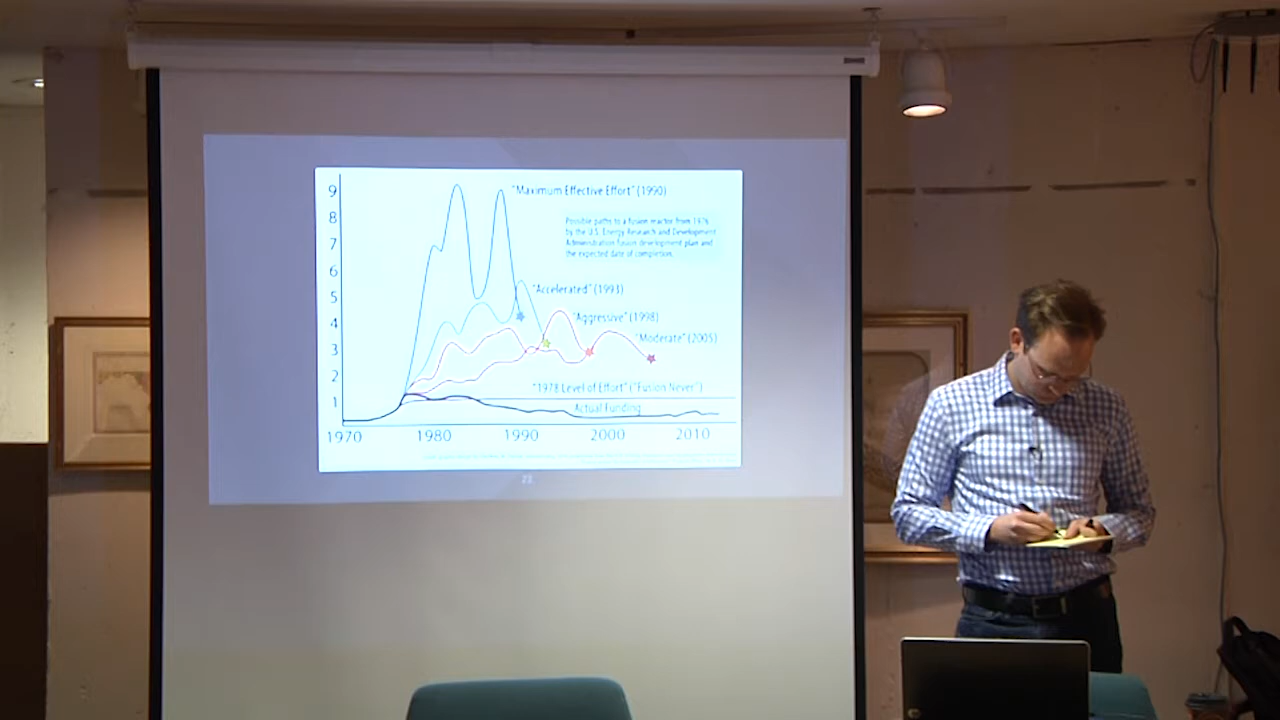 9
"Maximum Effective Effort" (1990)
8
Possible paths to a fusion reactor from 1976
by the U.S. Energy Research and Development
Administration fusion development plan and
the expected date of completion.
7
6
5
"Accelerated" (1993)
4
"Aggressive" (1998)
3
"Moderate" (2005)
2
"1978 Level of Effort" ("Fusion Never")
1
Actual Funding
1970 1980 1990 2000 2010